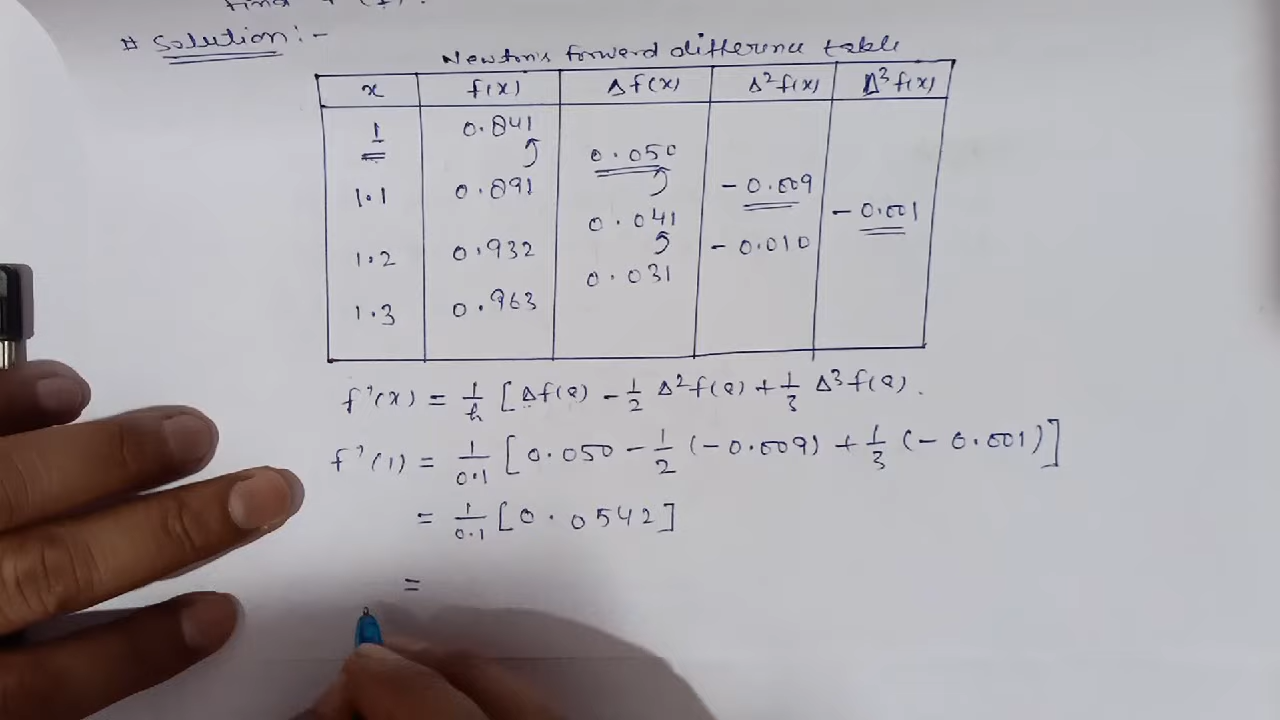 # Solution :-
Newton's forward difference table
x f(x) Δf(x) Δ²f(x) Δ³f(x)
1 0.841
0.050
1.1 0.891 -0.009
0.041 -0.001
1.2 0.932 -0.010
0.031
1.3 0.963
f'(x) = 1/h [Δf(a) - 1/2 Δ²f(a) + 1/3 Δ³f(a).
f'(1) = 1/0.1 [0.050 - 1/2 (-0.009) + 1/3 (-0.001)]
= 1/0.1 [0.0542]
=